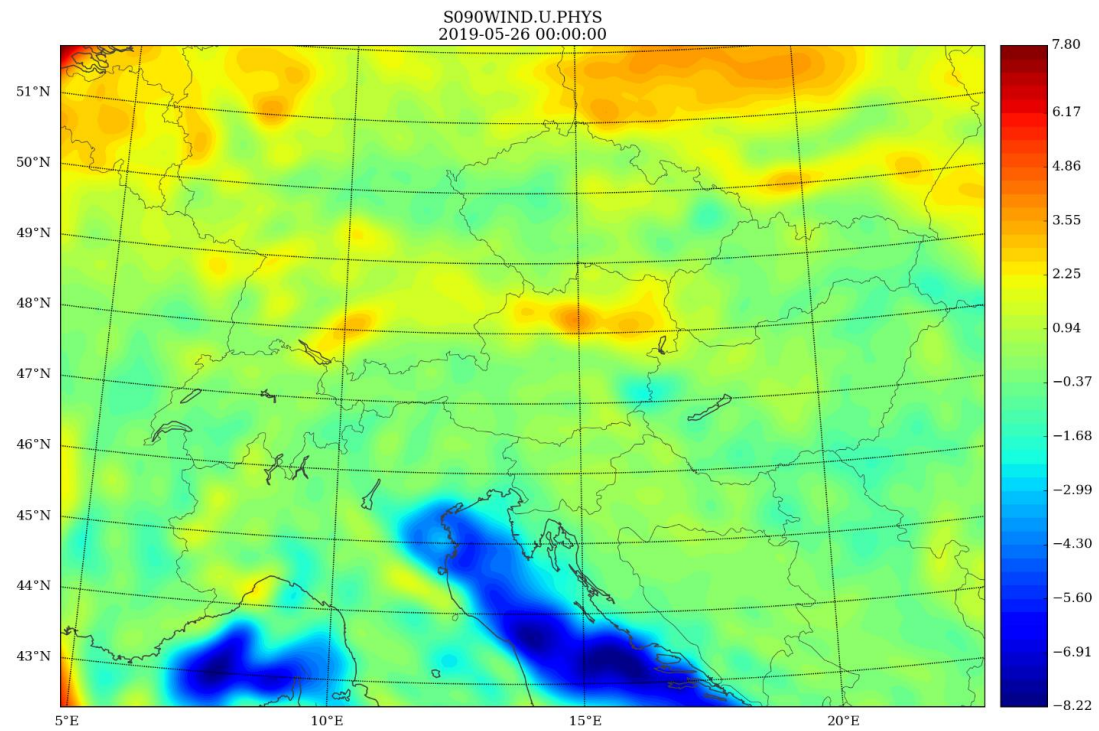 S090WIND.U.PHYS
2019-05-26 00:00:00
7.80
6.17
4.86
3.55
2.25
0.94
−0.37
−1.68
−2.99
−4.30
−5.60
−6.91
−8.22
51°N
50°N
49°N
48°N
47°N
46°N
45°N
44°N
43°N
5°E
10°E
15°E
20°E